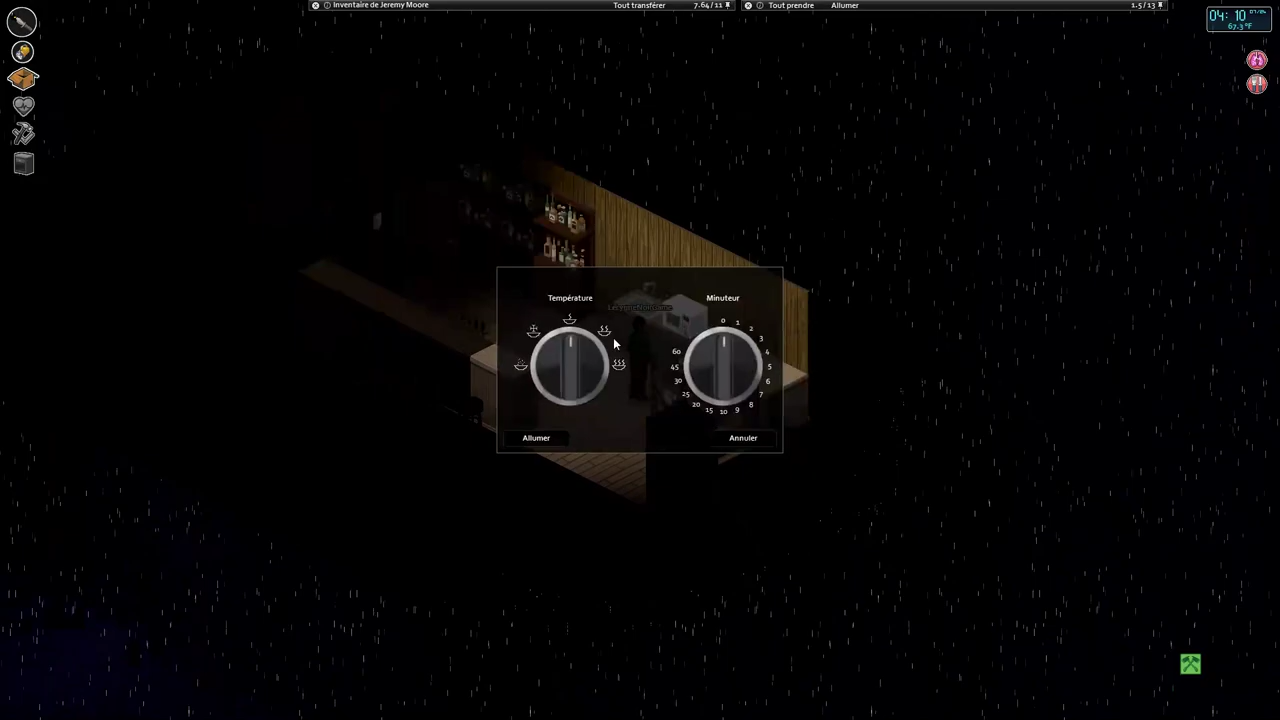 Inventaire de Jeremy Moore Tout transférer 7.64 / 11
Tout prendre Allumer 1.5 / 13
04: 10
67.3 °F
Température Minuteur
0 1 2 3 4 5 6 7 8 9 10 15 20 25 30 45 60
Allumer Annuler